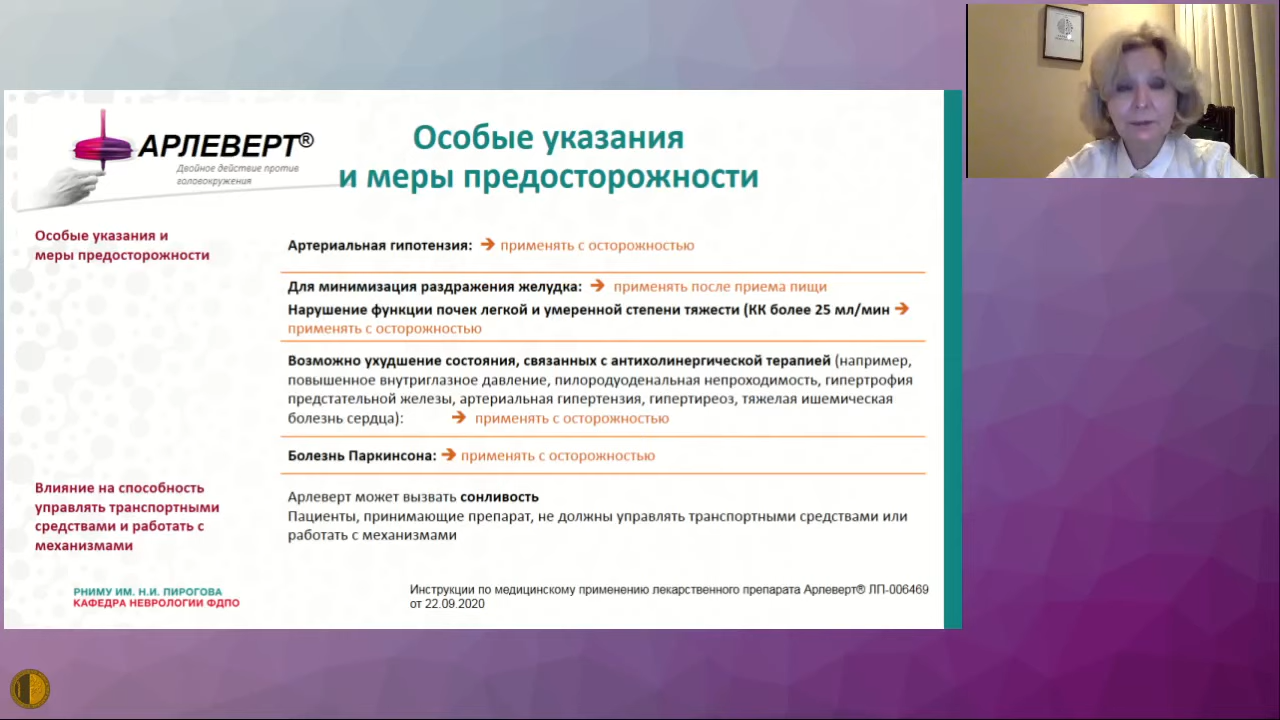 АРЛЕВЕРТ®
Двойное действие против
головокружения
Особые указания
и меры предосторожности
Особые указания и
меры предосторожности
Артериальная гипотензия: ➔ применять с осторожностью
Для минимизация раздражения желудка: ➔ применять после приема пищи
Нарушение функции почек легкой и умеренной степени тяжести (КК более 25 мл/мин ➔
применять с осторожностью
Возможно ухудшение состояния, связанных с антихолинергической терапией (например,
повышенное внутриглазное давление, пилородуоденальная непроходимость, гипертрофия
предстательной железы, артериальная гипертензия, гипертиреоз, тяжелая ишемическая
болезнь сердца): ➔ применять с осторожностью
Болезнь Паркинсона: ➔ применять с осторожностью
Влияние на способность
управлять транспортными
средствами и работать с
механизмами
Арлеверт может вызвать сонливость
Пациенты, принимающие препарат, не должны управлять транспортными средствами или
работать с механизмами
РНИМУ ИМ. Н.И. ПИРОГОВА
КАФЕДРА НЕВРОЛОГИИ ФДПО
Инструкции по медицинскому применению лекарственного препарата Арлеверт® ЛП-006469
от 22.09.2020